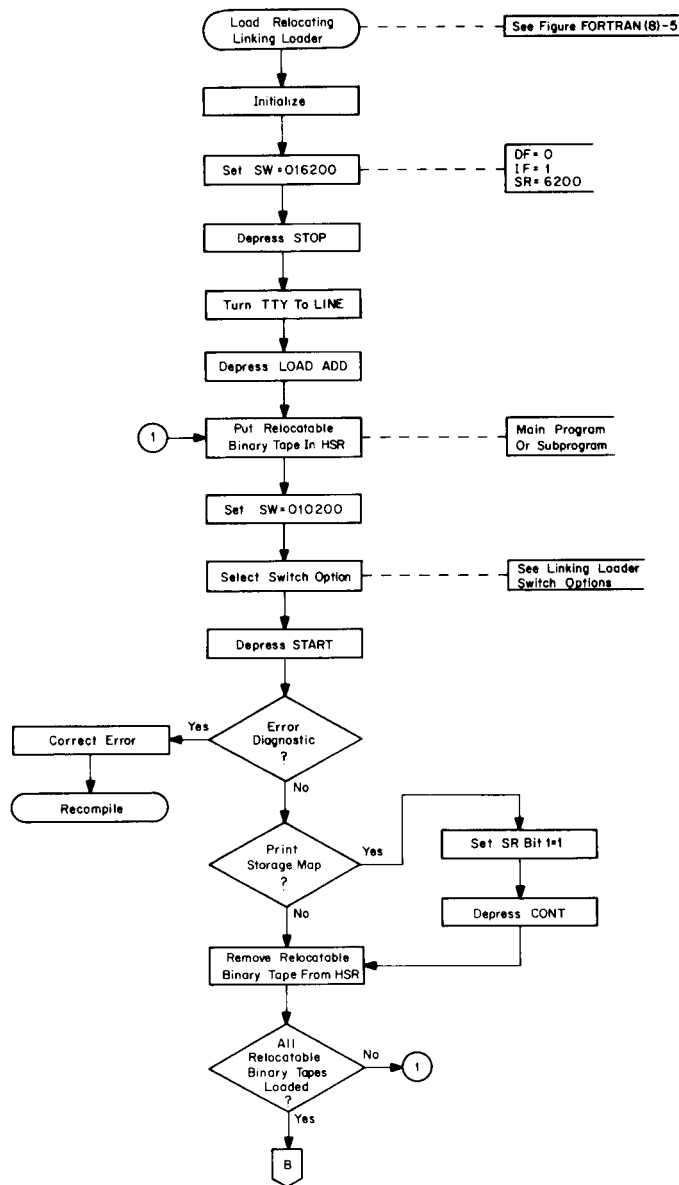 Load Relocating
Linking Loader
See Figure FORTRAN (8)-5
Initialize
Set SW=016200
DF= 0
IF= 1
SR= 6200
Depress STOP
Turn TTY To LINE
Depress LOAD ADD
1
Put Relocatable
Binary Tape In HSR
Main Program
Or Subprogram
Set SW=010200
Select Switch Option
See Linking Loader
Switch Options
Depress START
Error
Diagnostic
?
Yes
Correct Error
Recompile
No
Print
Storage Map
?
Yes
Set SR Bit 1=1
Depress CONT
No
Remove Relocatable
Binary Tape From HSR
All
Relocatable
Binary Tapes
Loaded
?
No
1
Yes
B